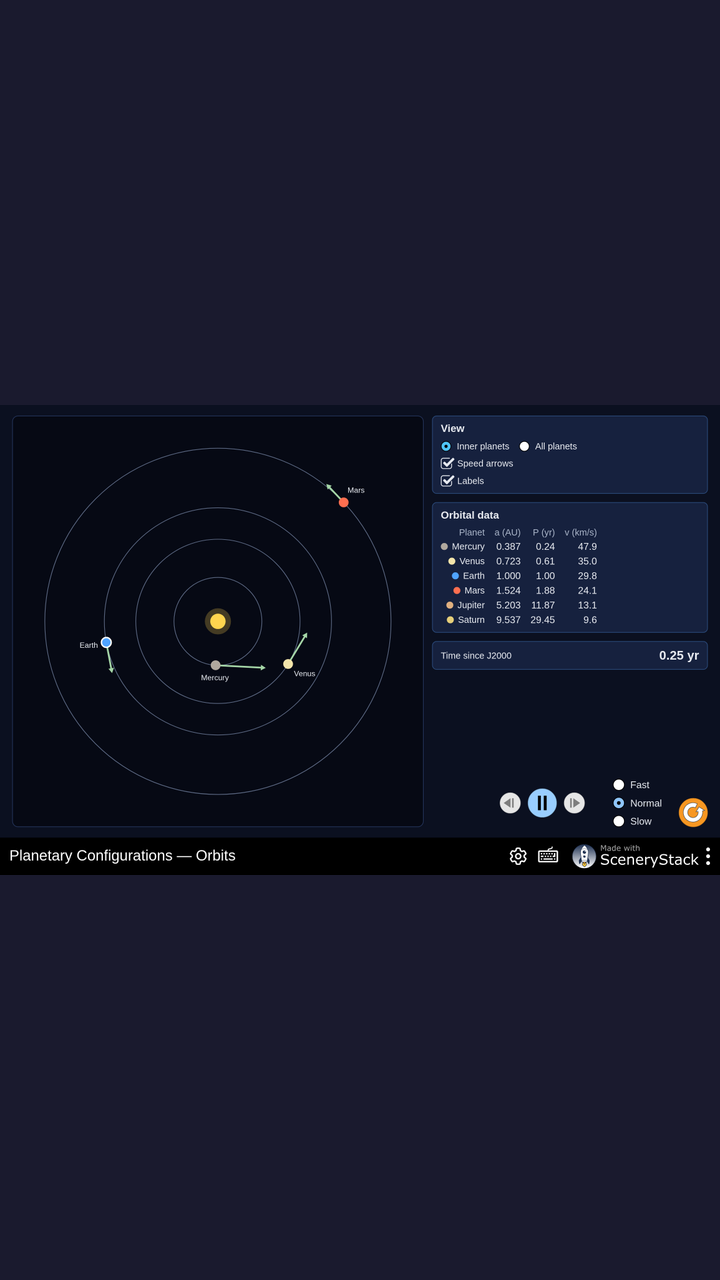 Mars
Earth
Mercury
Venus
View
Inner planets All planets
Speed arrows
Labels
Orbital data
Planet a (AU) P (yr) v (km/s)
Mercury 0.387 0.24 47.9
Venus 0.723 0.61 35.0
Earth 1.000 1.00 29.8
Mars 1.524 1.88 24.1
Jupiter 5.203 11.87 13.1
Saturn 9.537 29.45 9.6
Time since J2000 0.25 yr
Fast
Normal
Slow
Planetary Configurations — Orbits
Made with
SceneryStack